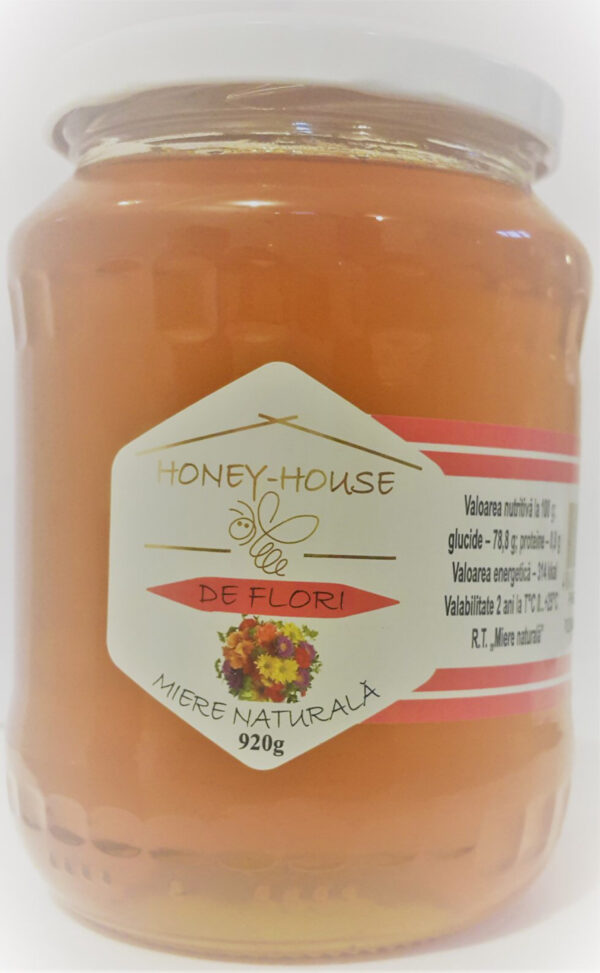 HONEY-HOUSE
DE FLORI
MIERE NATURALĂ
920g
Valoarea nutritivă la 100 g:
glucide – 78,8 g; proteine – 0,8 g
Valoarea energetică – 314 kkal
Valabilitate 2 ani la T°C
R.T. „Miere naturală"